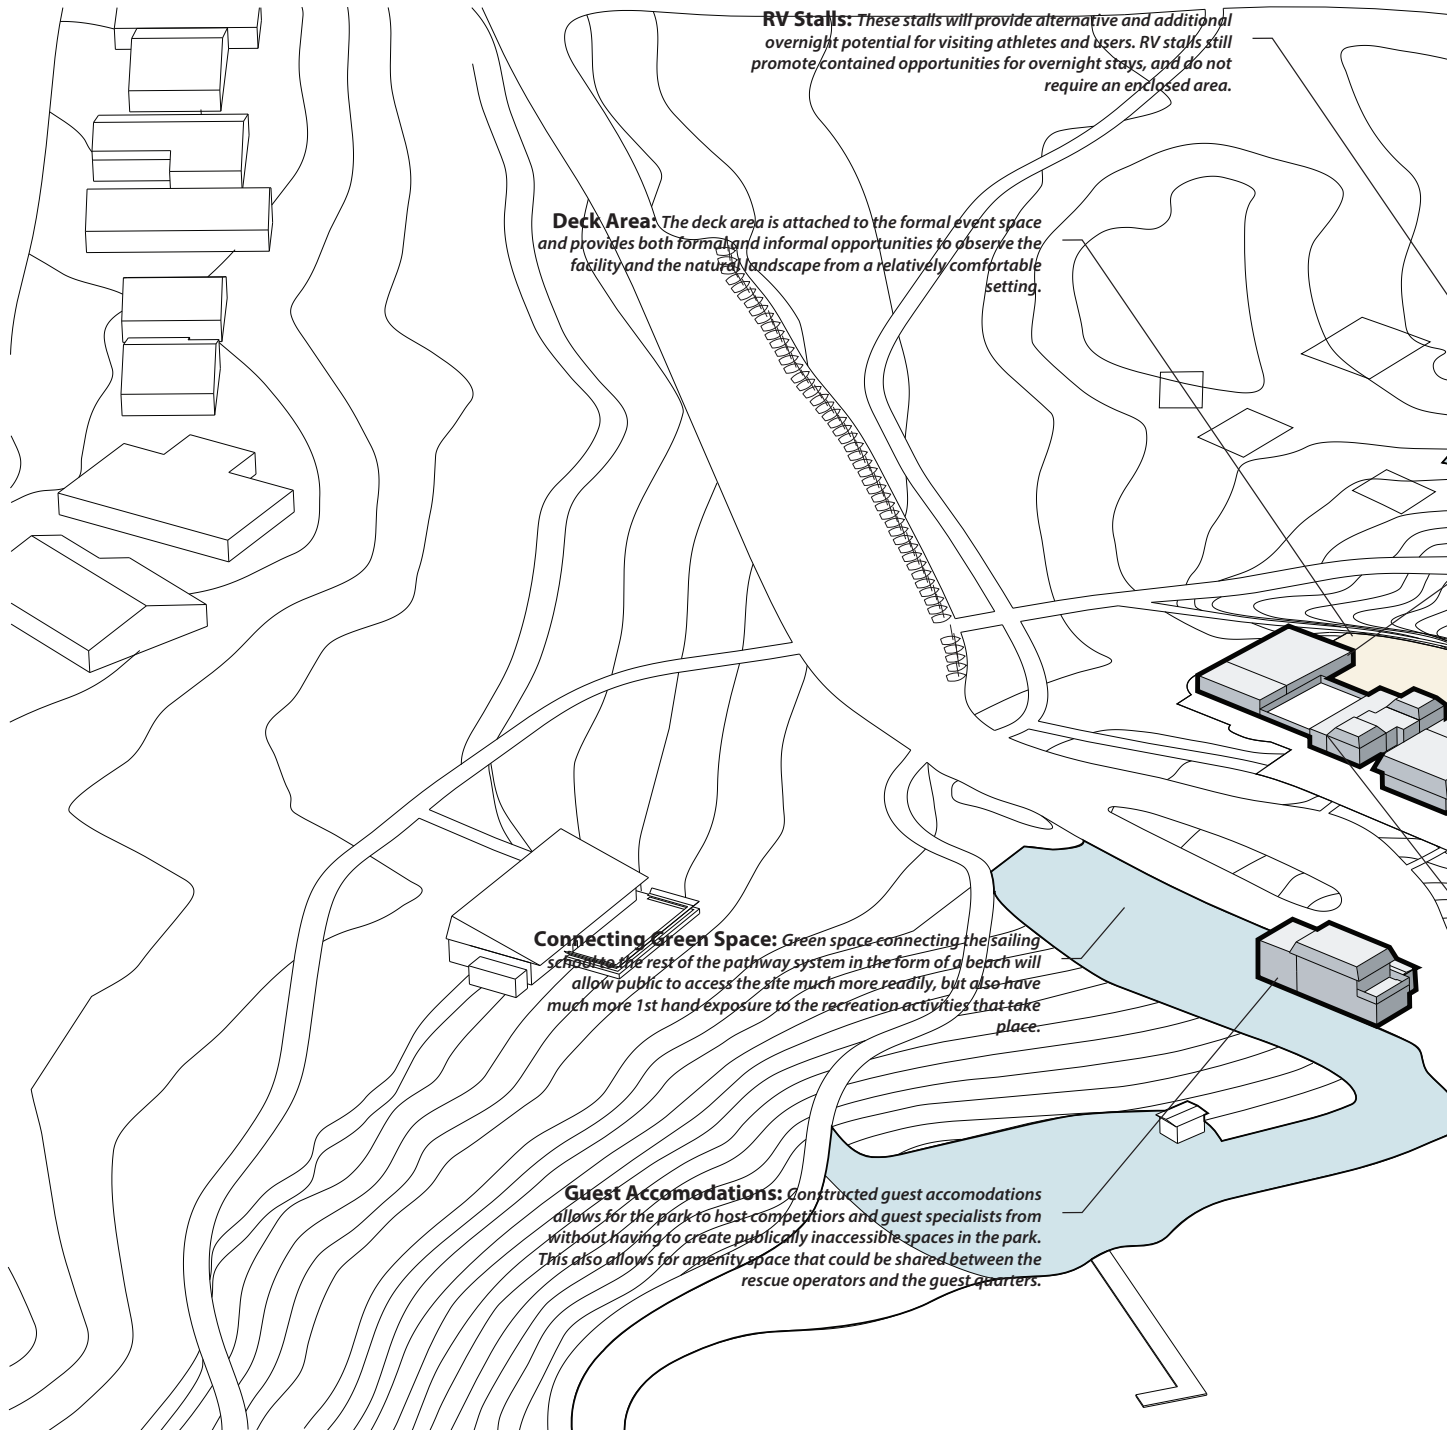 RV Stalls: These stalls will provide alternative and additional
overnight potential for visiting athletes and users. RV stalls still
promote contained opportunities for overnight stays, and do not
require an enclosed area.
Deck Area: The deck area is attached to the formal event space
and provides both formal and informal opportunities to observe the
facility and the natural landscape from a relatively comfortable
setting.
Connecting Green Space: Green space connecting the sailing
school to the rest of the pathway system in the form of a beach will
allow public to access the site much more readily, but also have
much more 1st hand exposure to the recreation activities that take
place.
Guest Accomodations: Constructed guest accomodations
allows for the park to host competitiors and guest specialists from
without having to create publically inaccessible spaces in the park.
This also allows for amenity space that could be shared between the
rescue operators and the guest quarters.